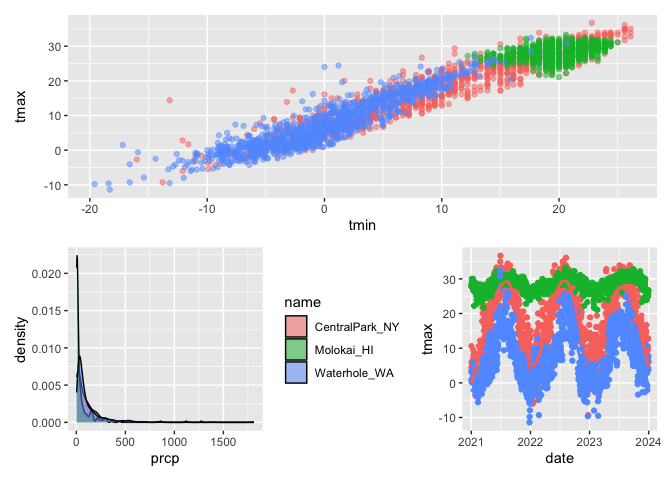 tmax
30
20
10
0
-10
-20
-10
0
10
20
tmin
density
0.020
0.015
0.010
0.005
0.000
0
500
1000
1500
prcp
name
CentralPark_NY
Molokai_HI
Waterhole_WA
tmax
30
20
10
0
-10
2021
2022
2023
2024
date